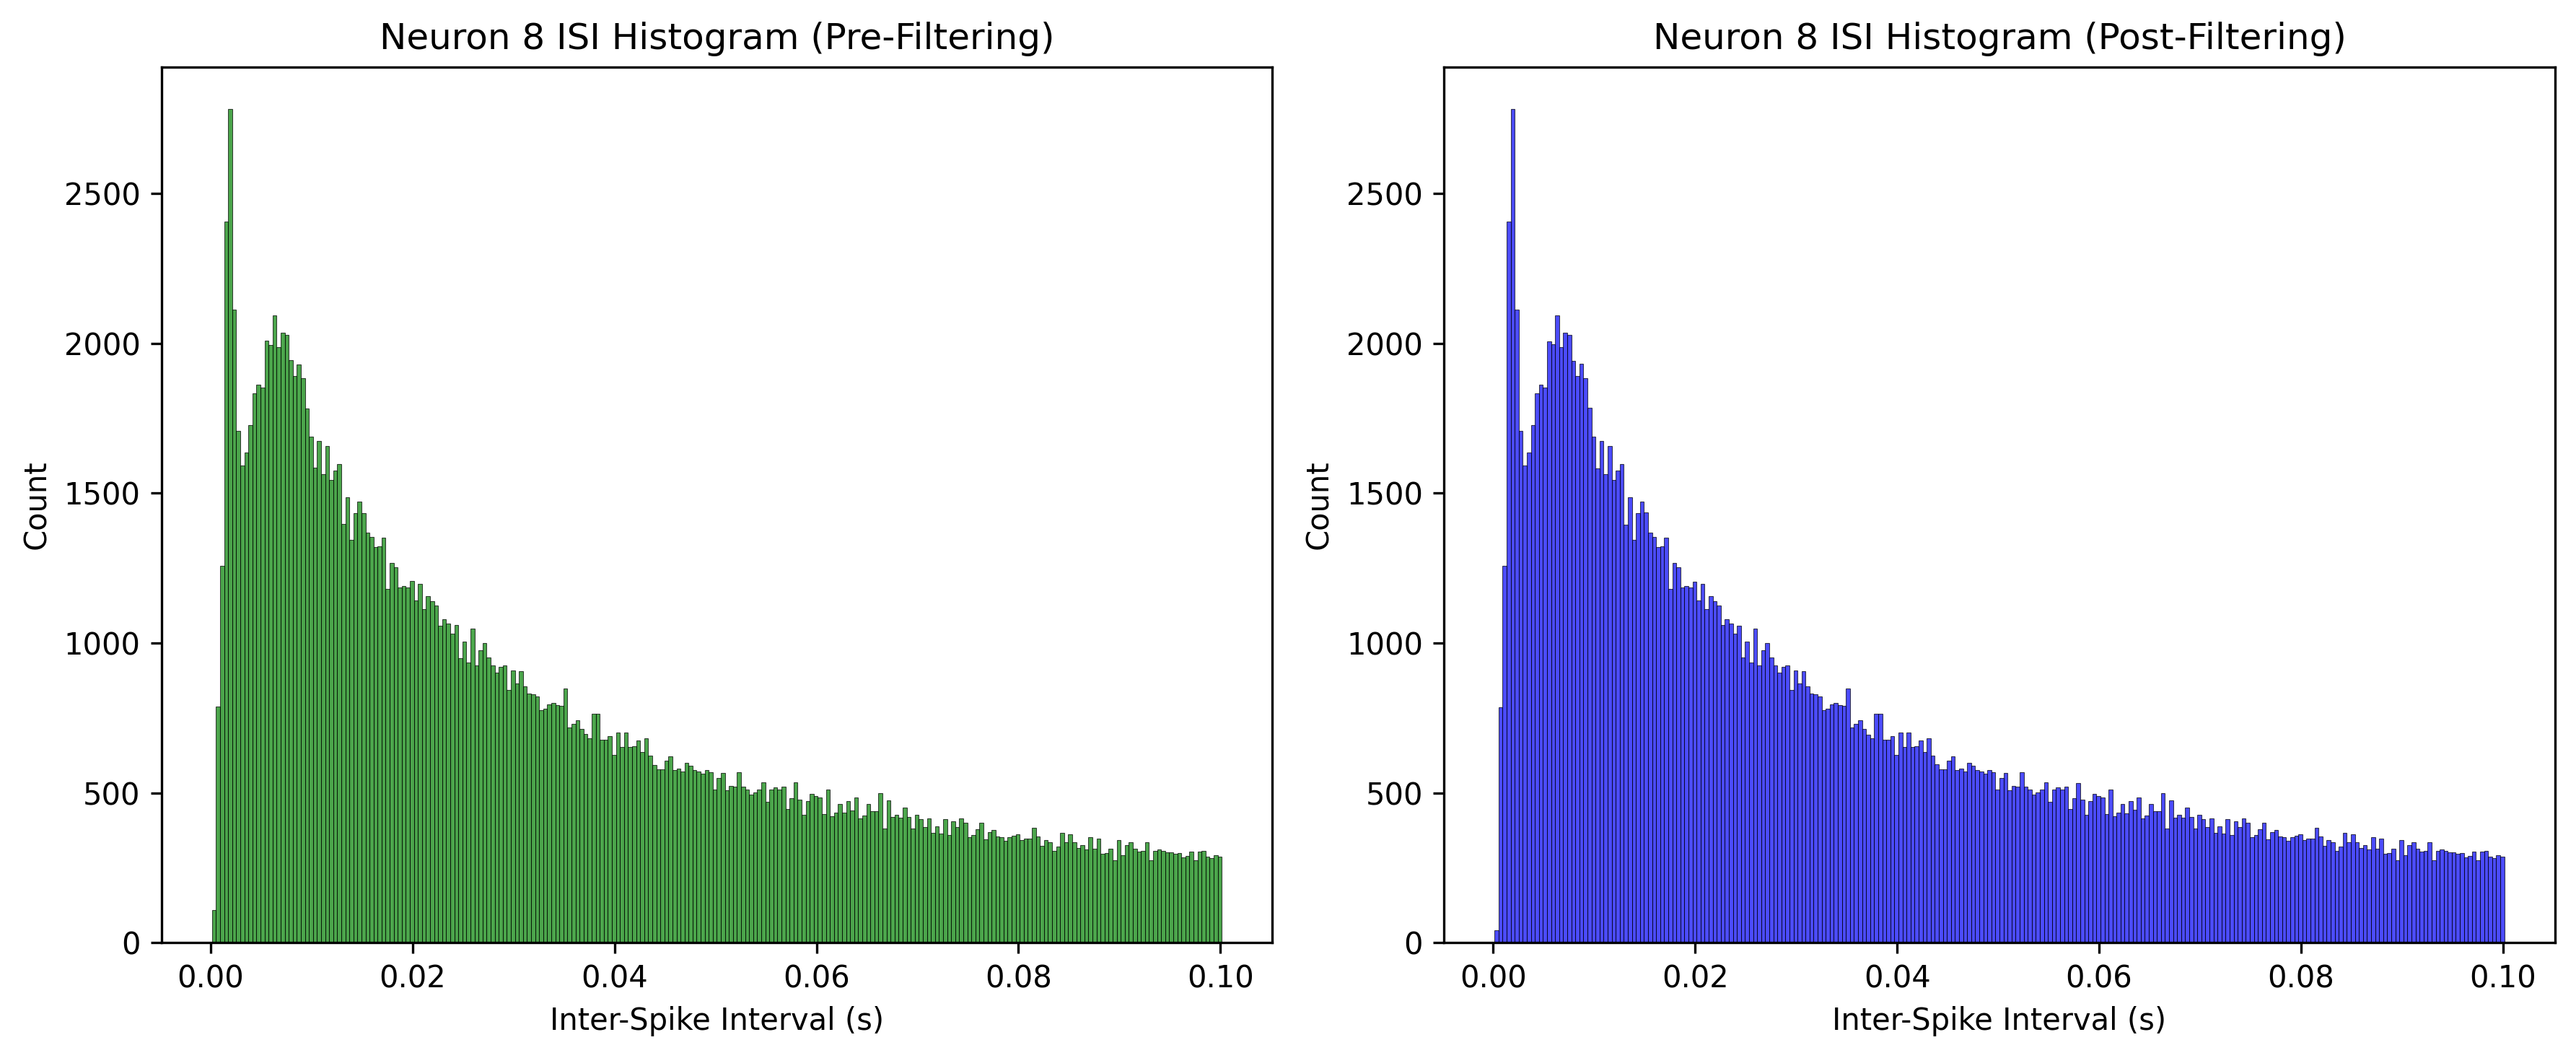 Neuron 8 ISI Histogram (Pre-Filtering)
2500
2000
1500
1000
500
0
Count
0.00 0.02 0.04 0.06 0.08 0.10
Inter-Spike Interval (s)
Neuron 8 ISI Histogram (Post-Filtering)
2500
2000
1500
1000
500
0
Count
0.00 0.02 0.04 0.06 0.08 0.10
Inter-Spike Interval (s)